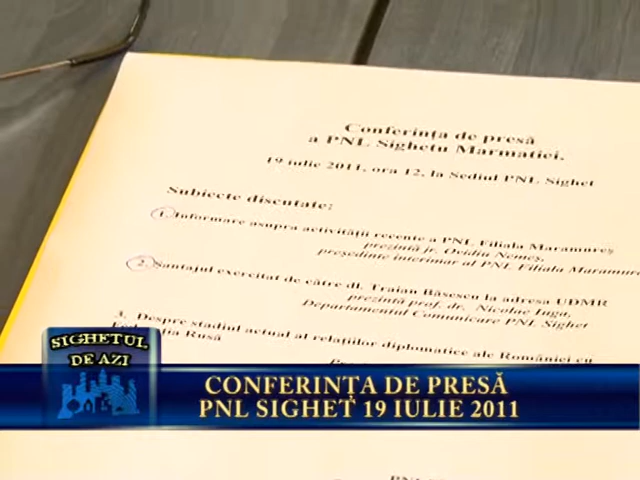 Conferința de presă
a PNL Sighetu Marmației.
19 iulie 2011, ora 12, la Sediul PNL Sighet
Subiecte discutate:
1. Informare asupra activității recente a PNL Filiala Maramureș
prezintă jr. Ovidiu Nemeș,
președinte interimar al PNL Filiala Maramure
2. Șantajul exercitat de către dl. Traian Băsescu la adresa UDMR
prezintă prof. dr. Nicolae Iuga,
Departamentul Comunicare PNL Sighet
3. Despre stadiul actual al relațiilor diplomatice ale României cu
Rusă
SIGHETUL
DE AZI
CONFERINȚA DE PRESĂ
PNL SIGHET 19 IULIE 2011